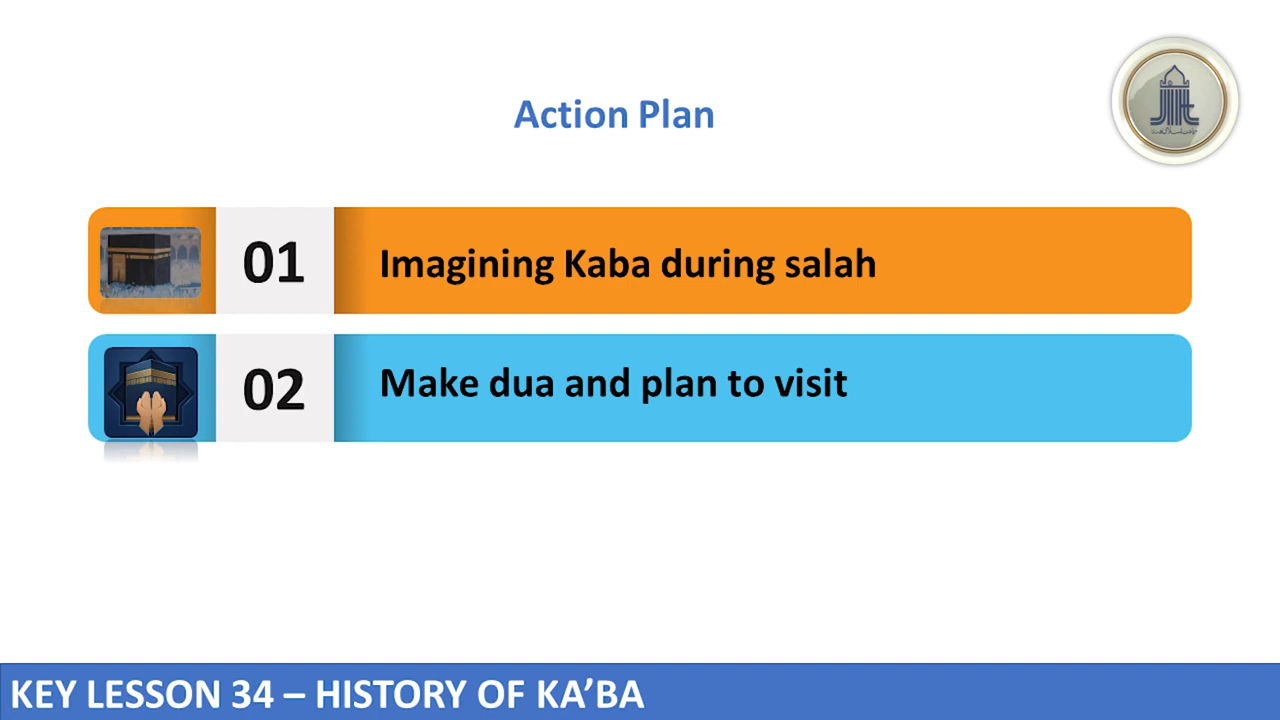 Action Plan
01
Imagining Kaba during salah
02
Make dua and plan to visit
KEY LESSON 34 – HISTORY OF KA’BA